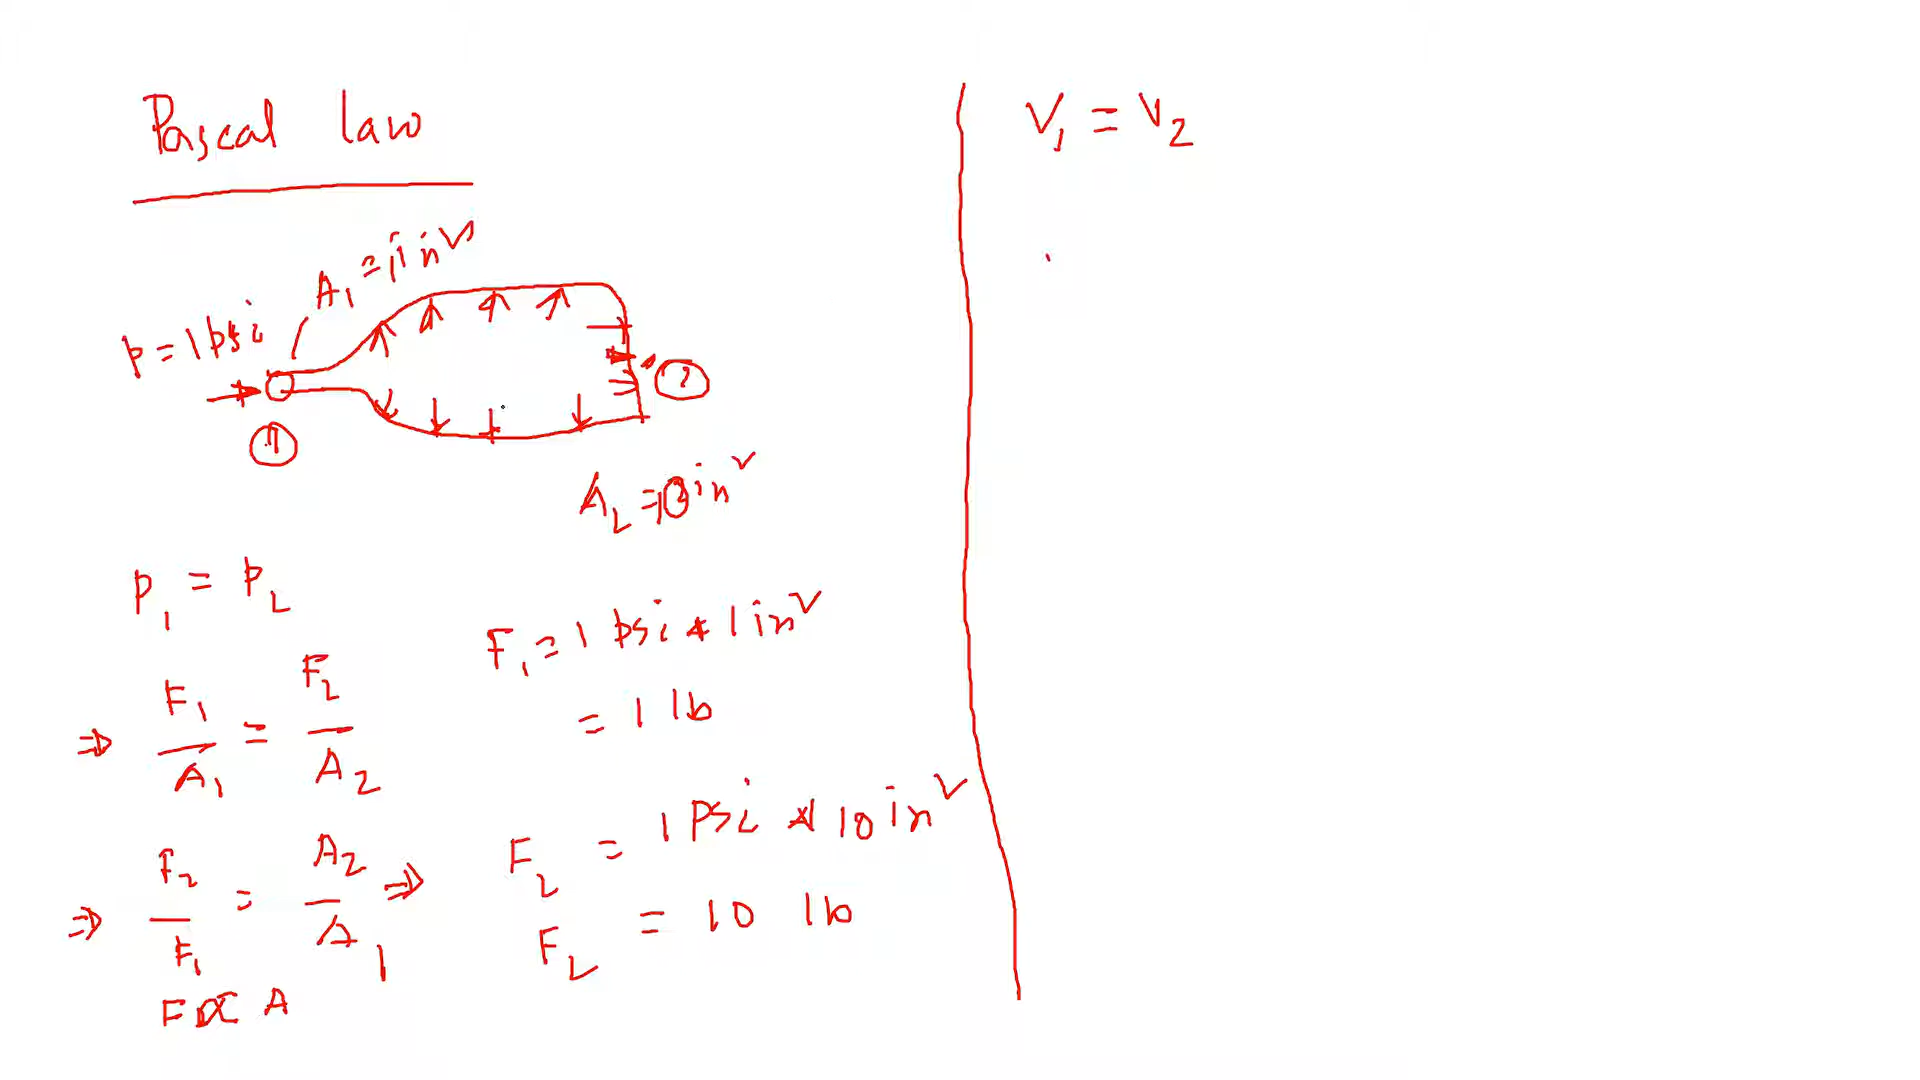 Pascal law
A₁ = 1 in²
p = 1 psi
①
②
A₂ = 10 in²
p₁ = p₂
⇒ F₁/A₁ = F₂/A₂
⇒ F₂/F₁ = A₂/A₁ ⇒
F ∝ A
F₁ = 1 psi * 1 in²
= 1 lb
F₂ = 1 psi * 10 in²
F₂ = 10 lb
V₁ = V₂